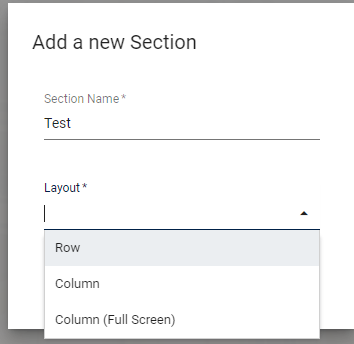 Add a new Section
Section Name *
Test
Layout *
Row
Column
Column (Full Screen)